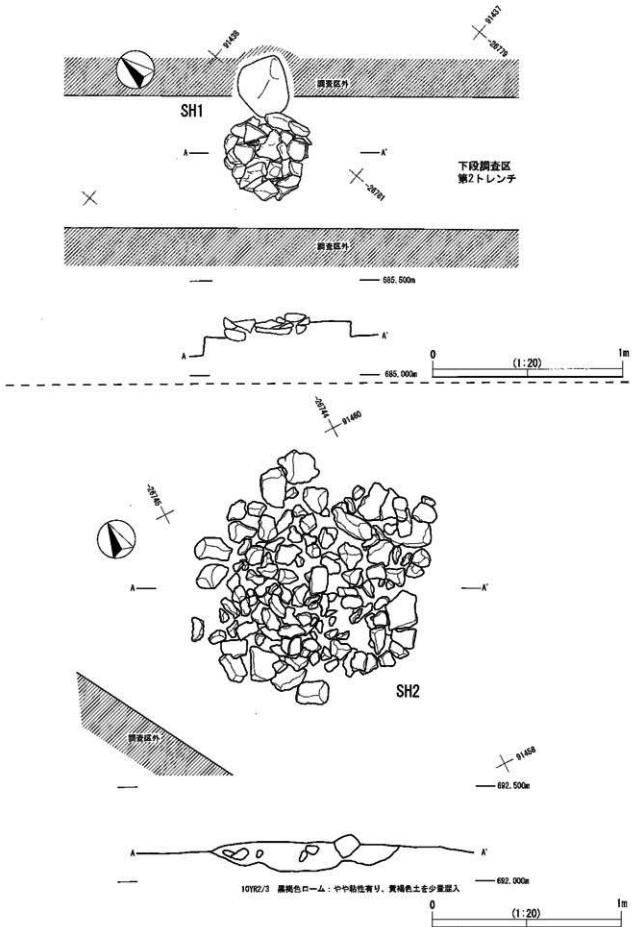 91438
91437
-26779
調査区外
SH1
A
A'
下段調査区
第2トレンチ
-26781
調査区外
685.500m
A
A'
685.000m
0
(1:20)
1m
-26744
91460
-26746
A
A'
SH2
調査区外
91458
692.500m
A
A'
692.000m
10YR2/3 黒褐色ローム：やや粘性有り、黄褐色土を少量混入
0
(1:20)
1m